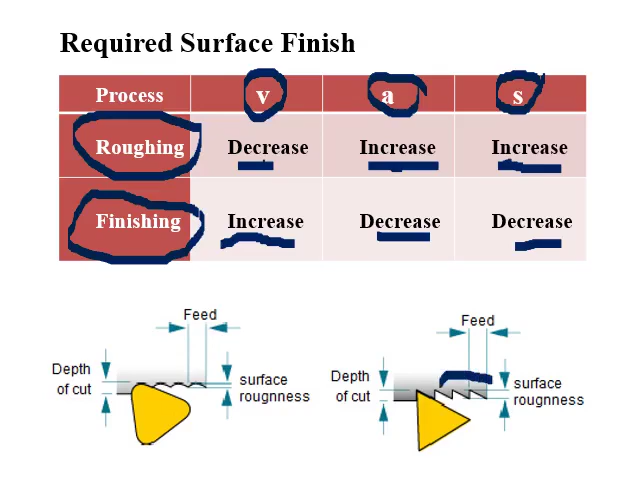 Required Surface Finish
Process v a s
Roughing Decrease Increase Increase
Finishing Increase Decrease Decrease
Feed
Depth
of cut
surface
rougnness
Feed
Depth
of cut
surface
rougnness